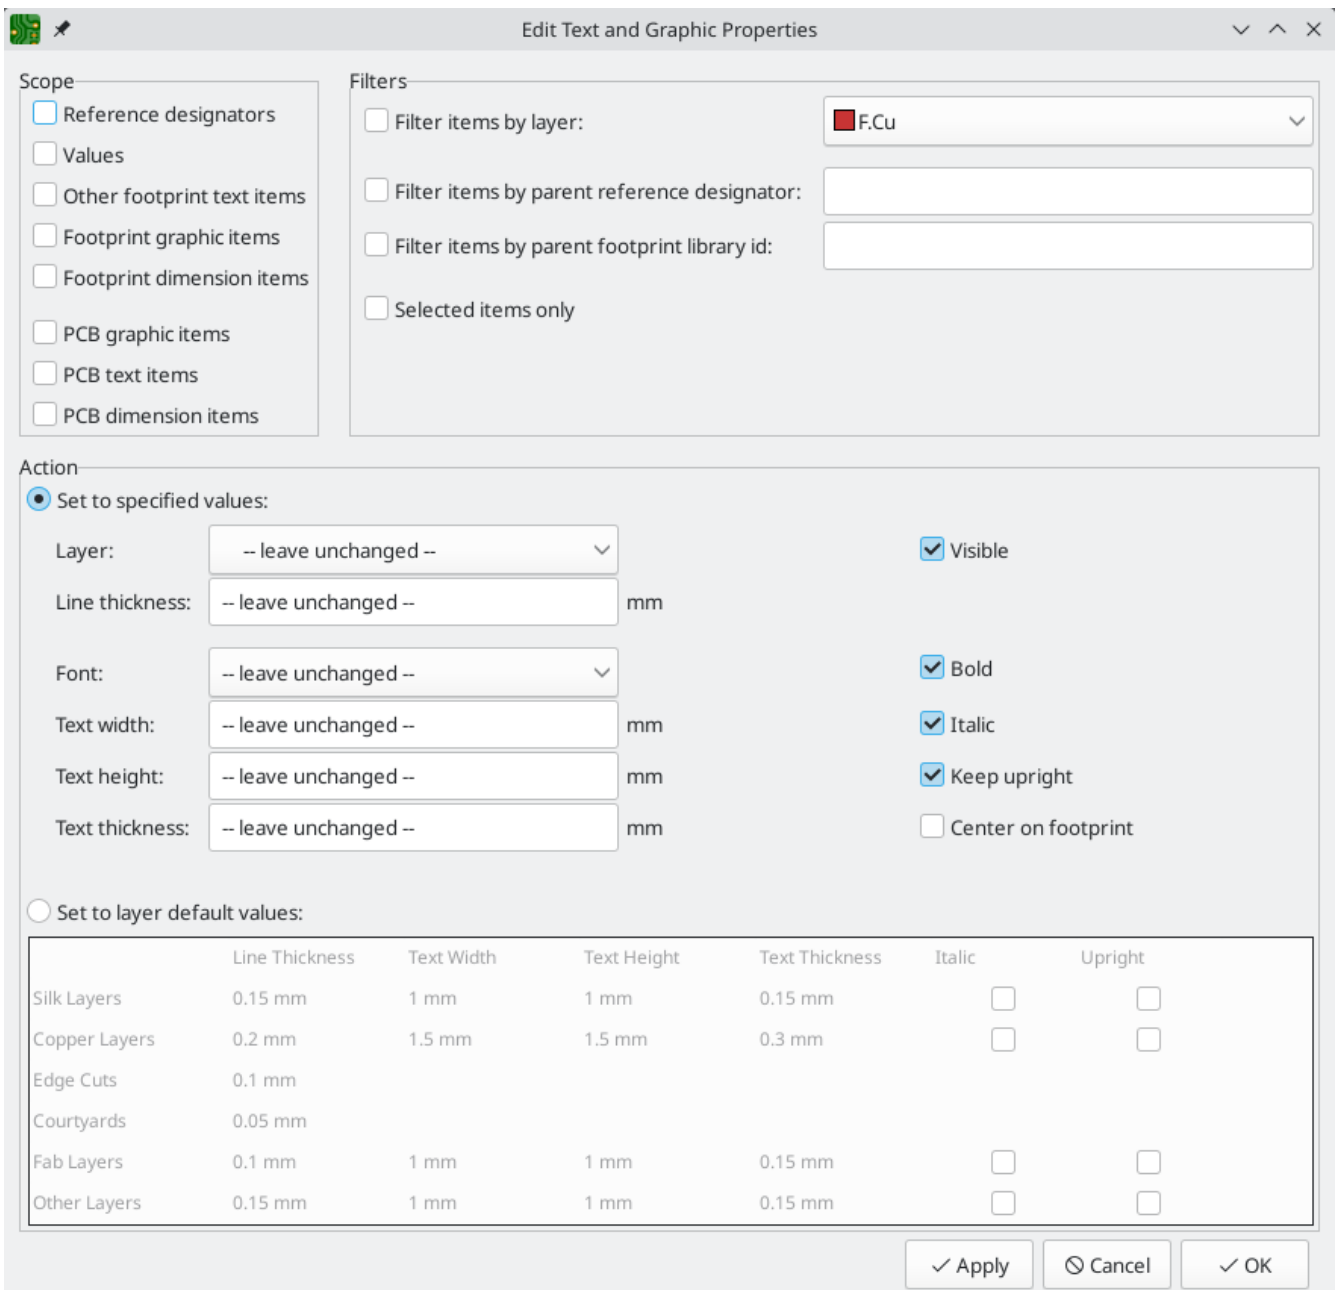 Edit Text and Graphic Properties
Scope
Reference designators
Values
Other footprint text items
Footprint graphic items
Footprint dimension items
PCB graphic items
PCB text items
PCB dimension items
Filters
Filter items by layer: F.Cu
Filter items by parent reference designator:
Filter items by parent footprint library id:
Selected items only
Action
Set to specified values:
Layer: -- leave unchanged -- Visible
Line thickness: -- leave unchanged -- mm
Font: -- leave unchanged -- Bold
Text width: -- leave unchanged -- mm Italic
Text height: -- leave unchanged -- mm Keep upright
Text thickness: -- leave unchanged -- mm Center on footprint
Set to layer default values:
Line Thickness Text Width Text Height Text Thickness Italic Upright
Silk Layers 0.15 mm 1 mm 1 mm 0.15 mm
Copper Layers 0.2 mm 1.5 mm 1.5 mm 0.3 mm
Edge Cuts 0.1 mm
Courtyards 0.05 mm
Fab Layers 0.1 mm 1 mm 1 mm 0.15 mm
Other Layers 0.15 mm 1 mm 1 mm 0.15 mm
Apply Cancel OK